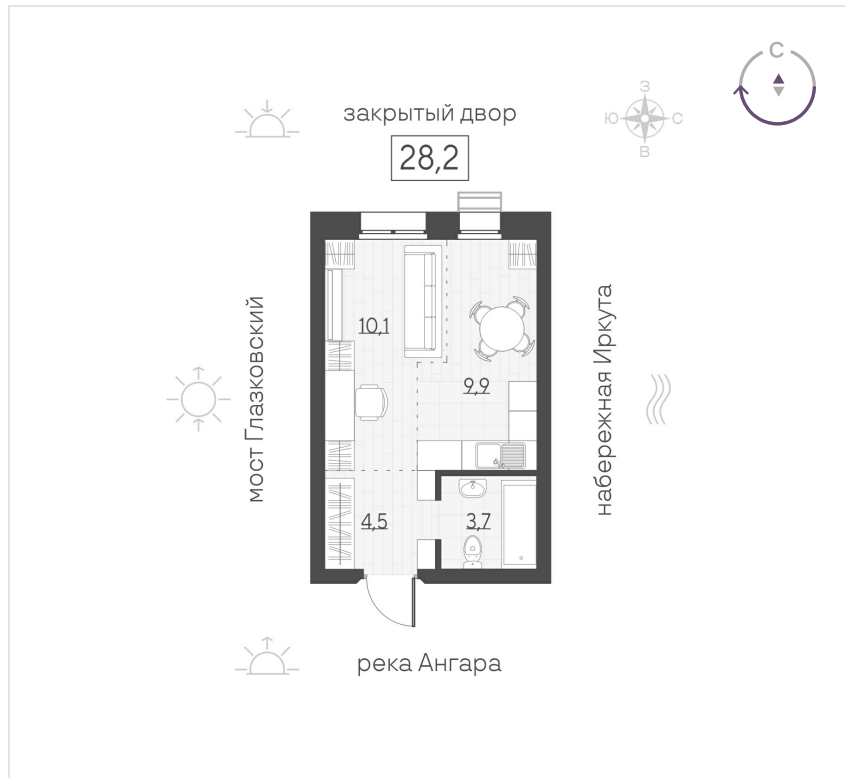 С
З
закрытый двор
Ю
С
В
28,2
мост Глазковский
10,1
набережная Иркута
9,9
4,5
3,7
река Ангара